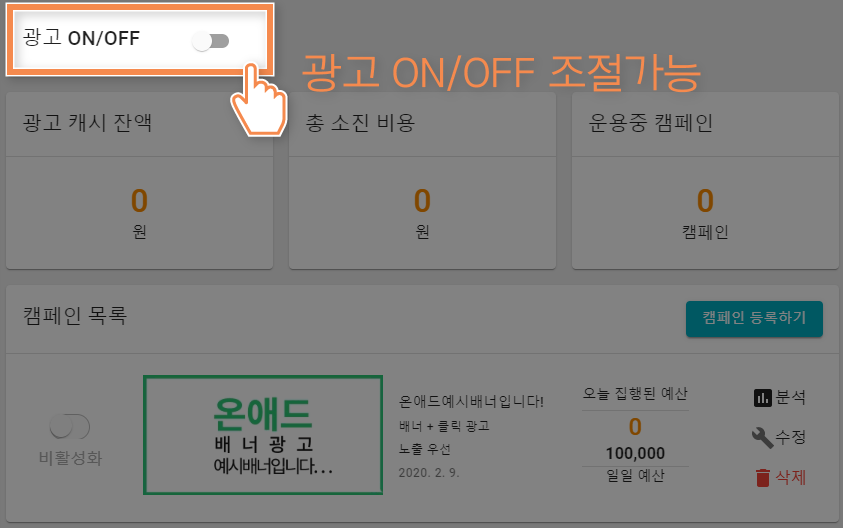 광고 ON/OFF
광고 ON/OFF 조절가능
광고 캐시 잔액
0
원
총 소진 비용
0
원
운용중 캠페인
0
캠페인
캠페인 목록
캠페인 등록하기
비활성화
온애드
배 너 광 고
예시배너입니다...
온애드예시배너입니다!
배너 + 클릭 광고
노출 우선
2020. 2. 9.
오늘 집행된 예산
0
100,000
일일 예산
분석
수정
삭제